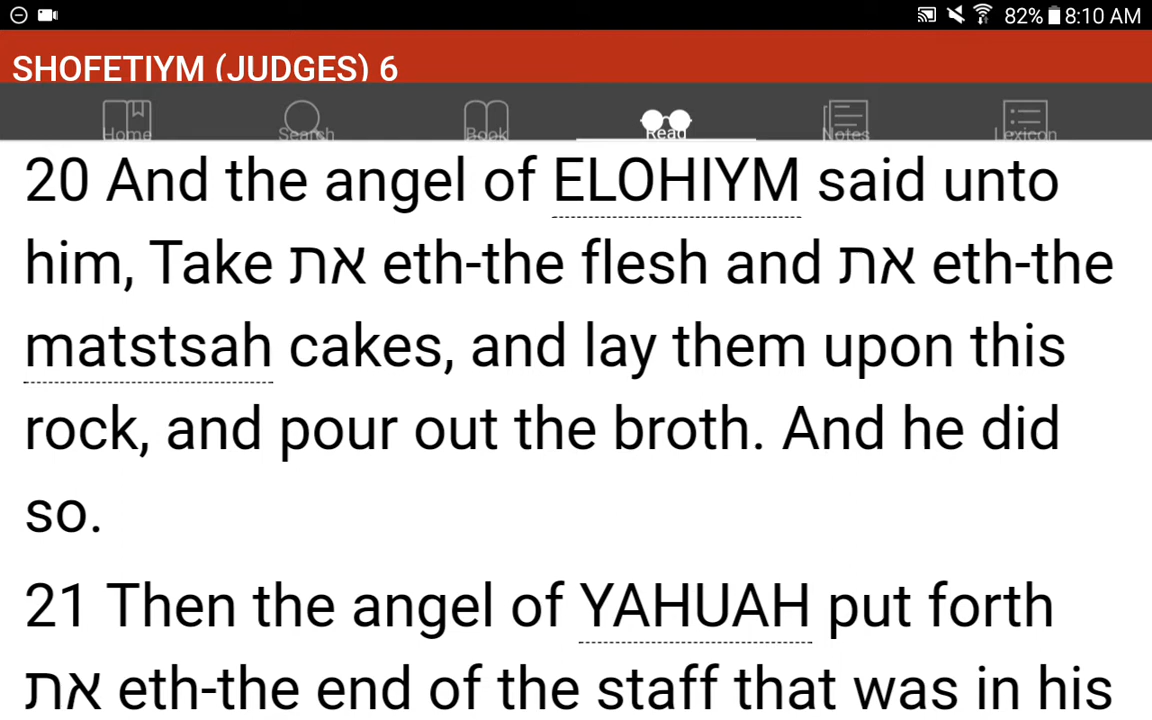 82% 8:10 AM
SHOFETIYM (JUDGES) 6
Home Search Book Read Notes Lexicon
20 And the angel of ELOHIYM said unto
him, Take את eth-the flesh and את eth-the
matstsah cakes, and lay them upon this
rock, and pour out the broth. And he did
so.
21 Then the angel of YAHUAH put forth
את eth-the end of the staff that was in his